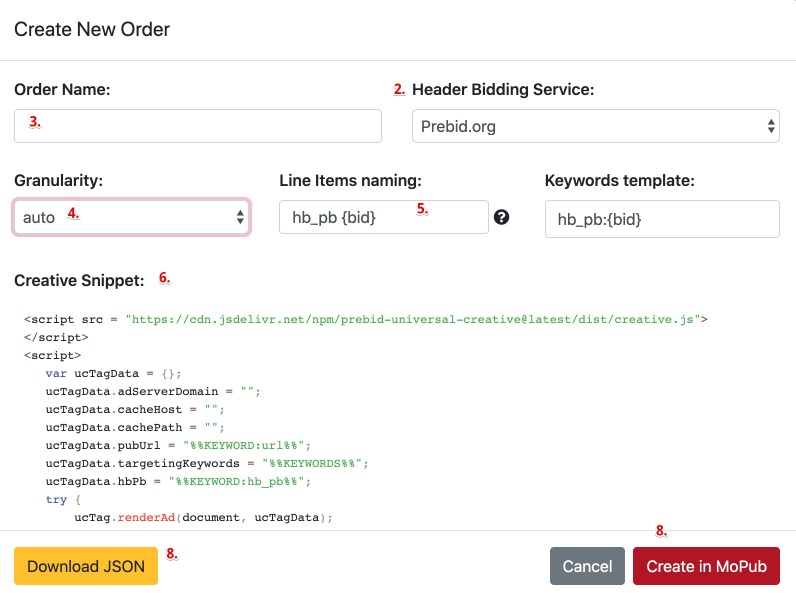 Create New Order
Order Name: 2. Header Bidding Service:
3. Prebid.org
Granularity: Line Items naming: Keywords template:
auto 4. hb_pb {bid} 5. ? hb_pb:{bid}
Creative Snippet: 6.
<script src = "https://cdn.jsdelivr.net/npm/prebid-universal-creative@latest/dist/creative.js">
</script>
<script>
var ucTagData = {};
ucTagData.adServerDomain = "";
ucTagData.cacheHost = "";
ucTagData.cachePath = "";
ucTagData.pubUrl = "%%KEYWORD:url%%";
ucTagData.targetingKeywords = "%%KEYWORDS%%";
ucTagData.hbPb = "%%KEYWORD:hb_pb%%";
try {
ucTag.renderAd(document, ucTagData);
8.
Download JSON 8. Cancel Create in MoPub